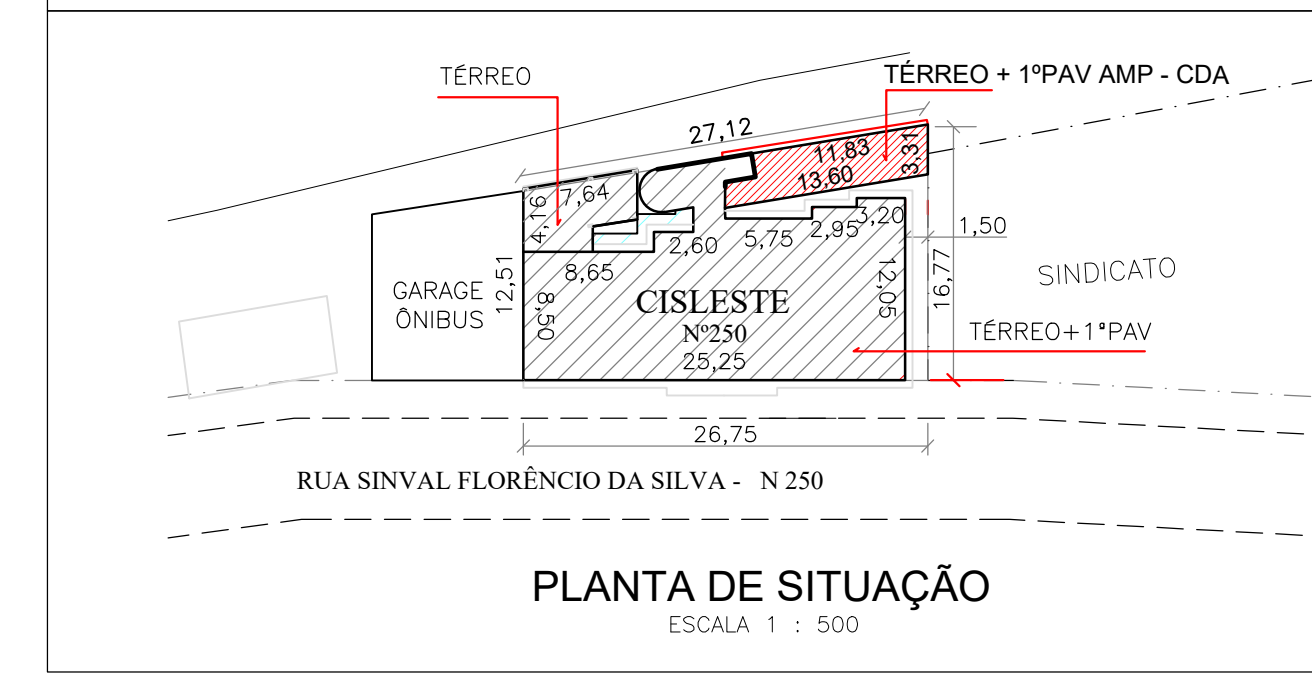 TÉRREO
TÉRREO + 1ºPAV AMP - CDA
27,12
11,83
3,31
13,60
7,64
4,16
3,20
2,95
5,75
2,60
1,50
8,65
12,51
8,50
12,05
16,77
GARAGE
ÔNIBUS
CISLESTE
Nº250
25,25
SINDICATO
TÉRREO+1ªPAV
26,75
RUA SINVAL FLORÊNCIO DA SILVA - N 250
PLANTA DE SITUAÇÃO
ESCALA 1 : 500